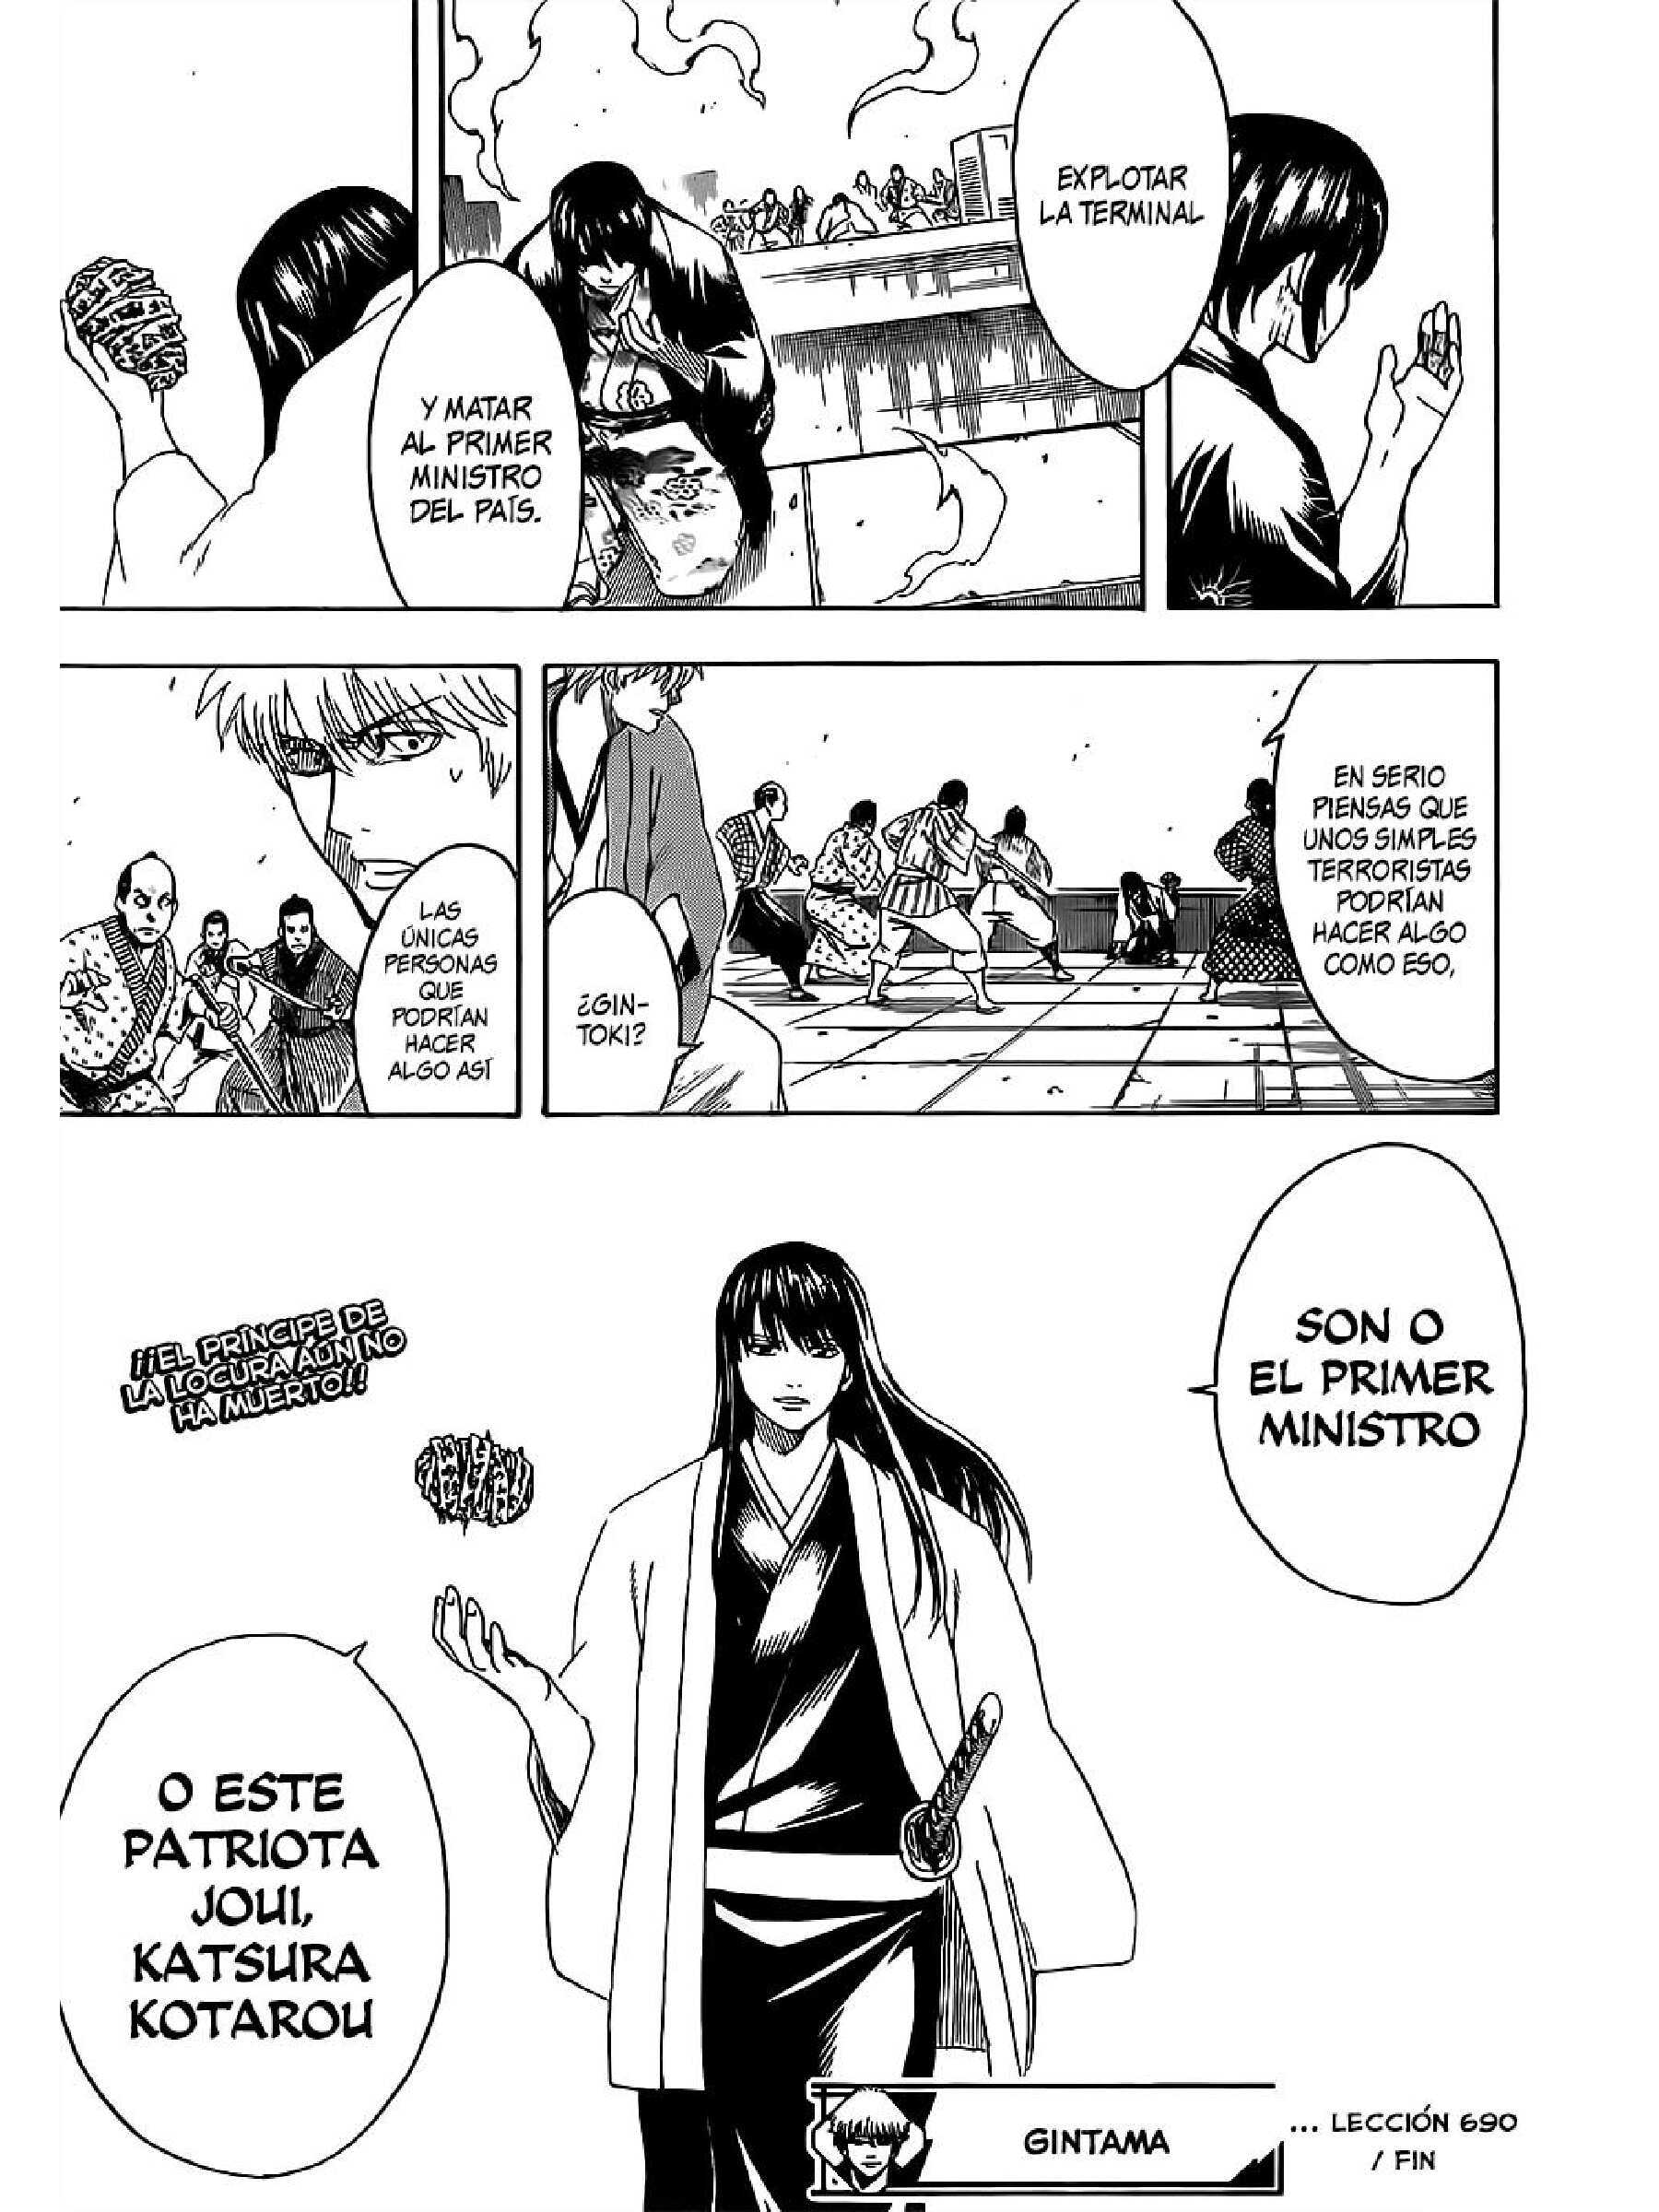 EXPLOTAR
LA TERMINAL
Y MATAR
AL PRIMER
MINISTRO
DEL PAÍS.
EN SERIO
PIENSAS QUE
UNOS SIMPLES
TERRORISTAS
PODRÍAN
HACER ALGO
COMO ESO,
¿GIN-
TOKI?
LAS
ÚNICAS
PERSONAS
QUE
PODRÍAN
HACER
ALGO ASÍ
SON O
EL PRIMER
MINISTRO
¡¡EL PRÍNCIPE DE
LA LOCURA AÚN NO
HA MUERTO!!
O ESTE
PATRIOTA
JOUI,
KATSURA
KOTAROU
GINTAMA
... LECCIÓN 690
/ FIN